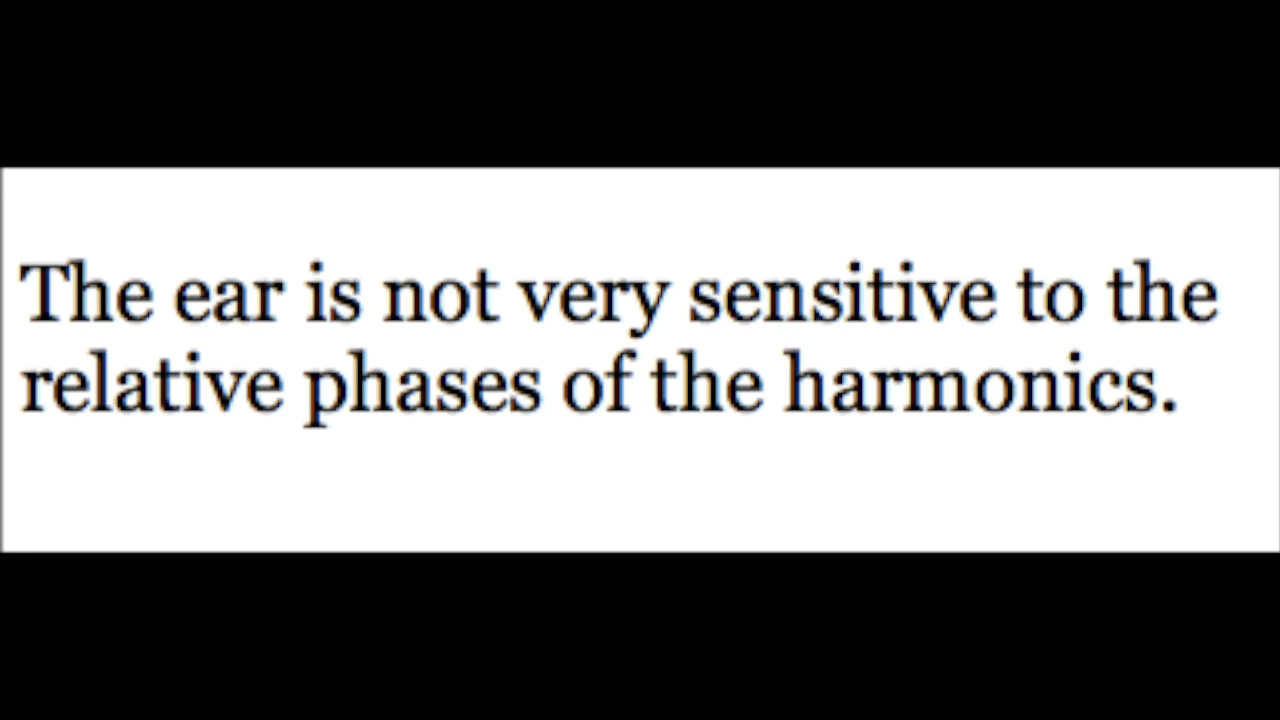 The ear is not very sensitive to the
relative phases of the harmonics.